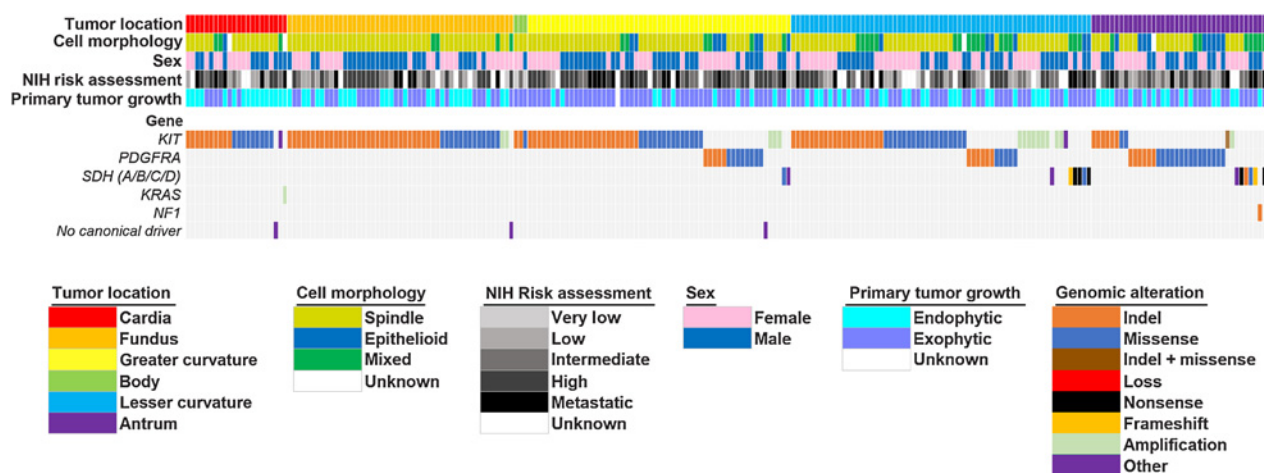 Tumor location
Cell morphology
Sex
NIH risk assessment
Primary tumor growth
Gene
KIT
PDGFRA
SDH (A/B/C/D)
KRAS
NF1
No canonical driver
Tumor location
Cardia
Fundus
Greater curvature
Body
Lesser curvature
Antrum
Cell morphology
Spindle
Epithelioid
Mixed
Unknown
NIH Risk assessment
Very low
Low
Intermediate
High
Metastatic
Unknown
Sex
Female
Male
Primary tumor growth
Endophytic
Exophytic
Unknown
Genomic alteration
Indel
Missense
Indel + missense
Loss
Nonsense
Frameshift
Amplification
Other